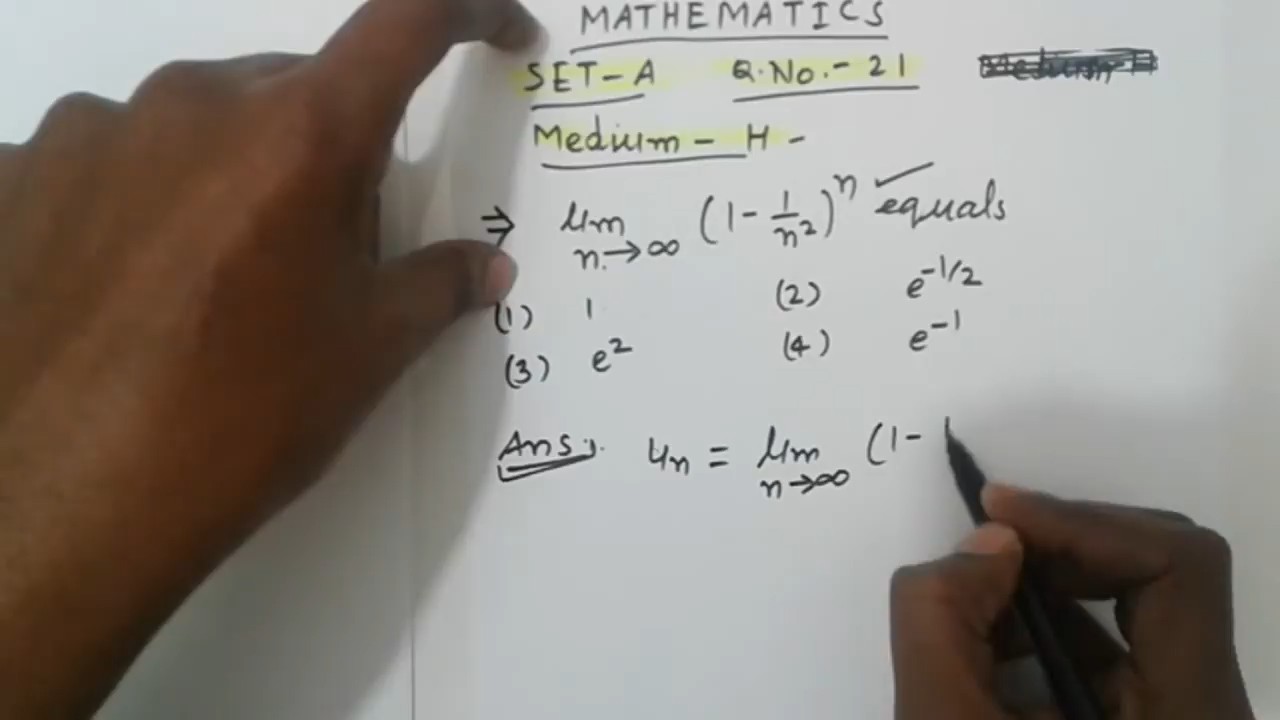 MATHEMATICS
SET-A Q.No.- 21
Medium - H -
⇒ lim n→∞ (1 - 1/n²)ⁿ ✓ equals
(1) 1 (2) e^-1/2
(3) e² (4) e^-1
Ans:. Un = lim n→∞ (1 -